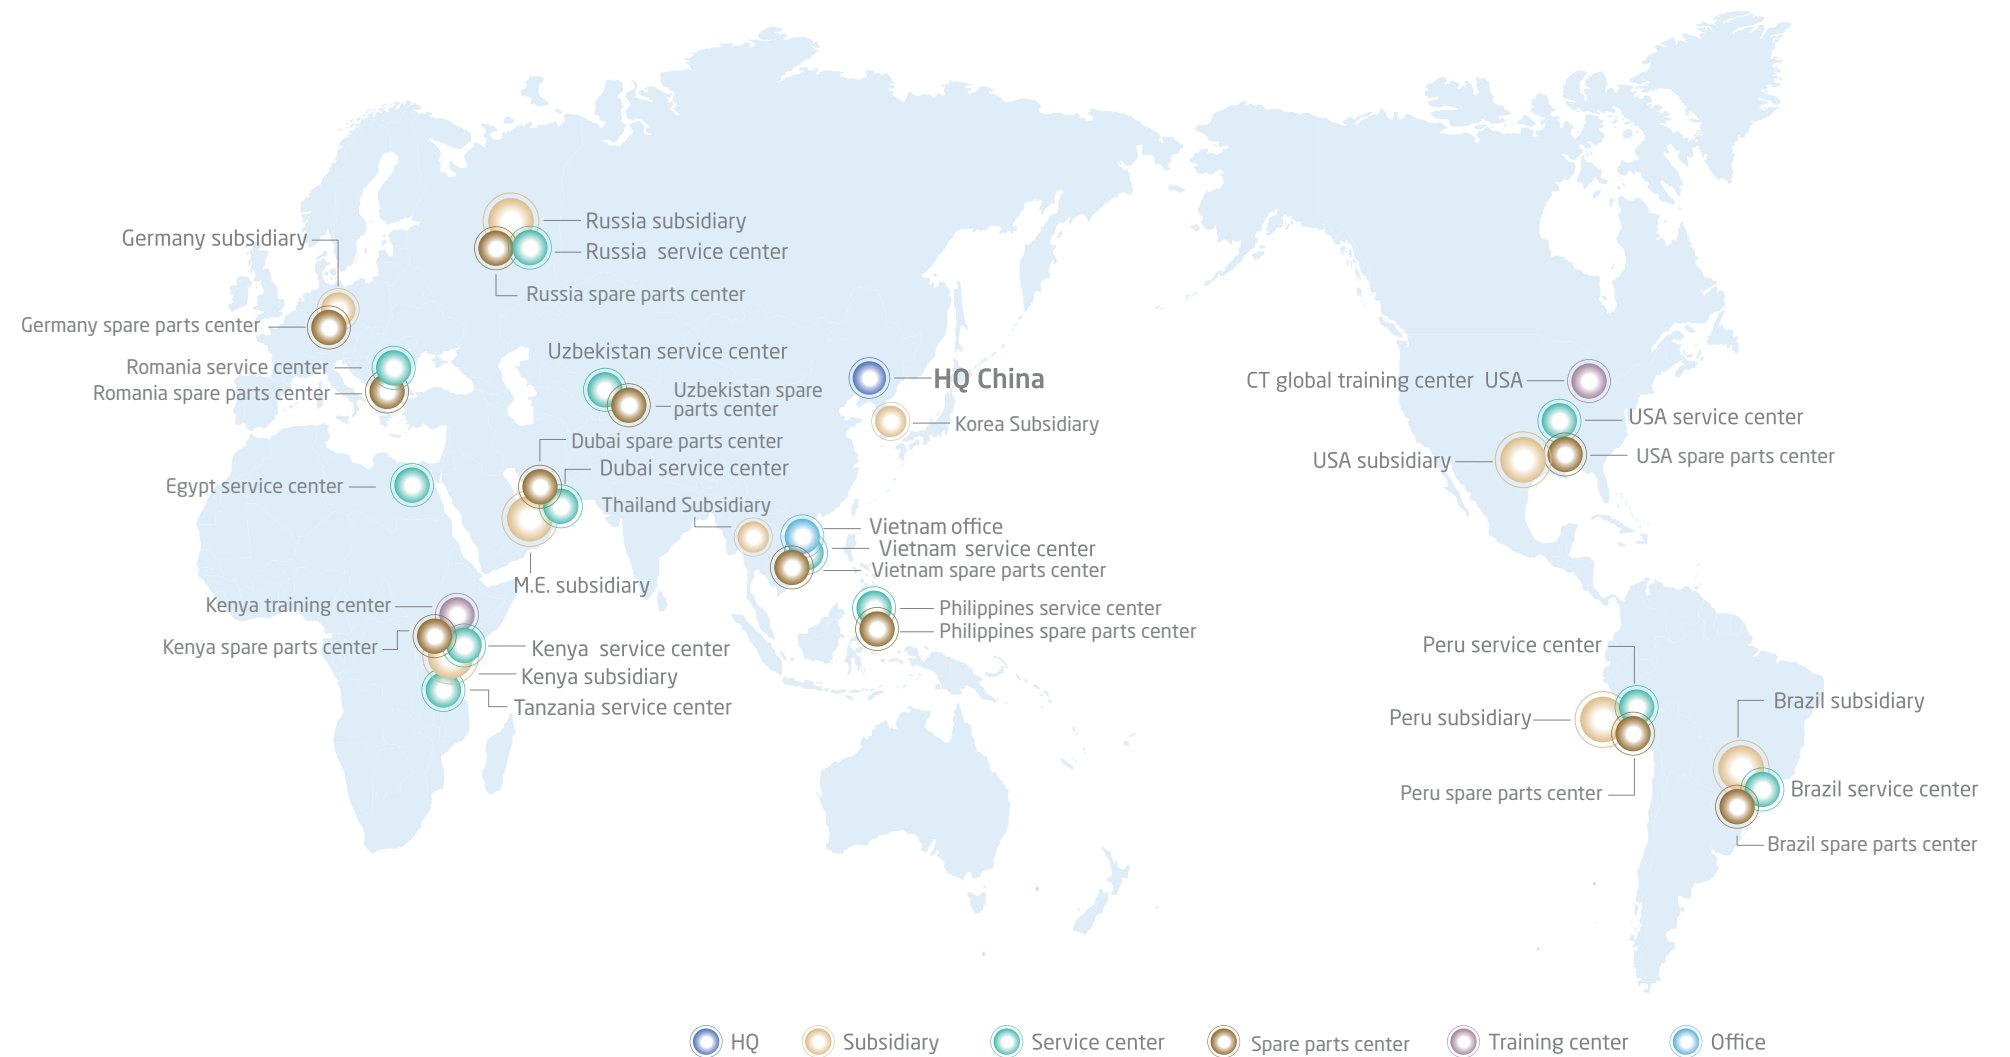 Russia subsidiary
Germany subsidiary
Russia service center
Russia spare parts center
Germany spare parts center
Uzbekistan service center
Romania service center
Romania spare parts center
Uzbekistan spare
parts center
HQ China
Korea Subsidiary
CT global training center USA
USA service center
USA subsidiary
USA spare parts center
Dubai spare parts center
Dubai service center
Egypt service center
Thailand Subsidiary
Vietnam office
Vietnam service center
Vietnam spare parts center
M.E. subsidiary
Kenya training center
Philippines service center
Philippines spare parts center
Kenya spare parts center
Kenya service center
Kenya subsidiary
Tanzania service center
Peru service center
Peru subsidiary
Brazil subsidiary
Peru spare parts center
Brazil service center
Brazil spare parts center
HQ
Subsidiary
Service center
Spare parts center
Training center
Office